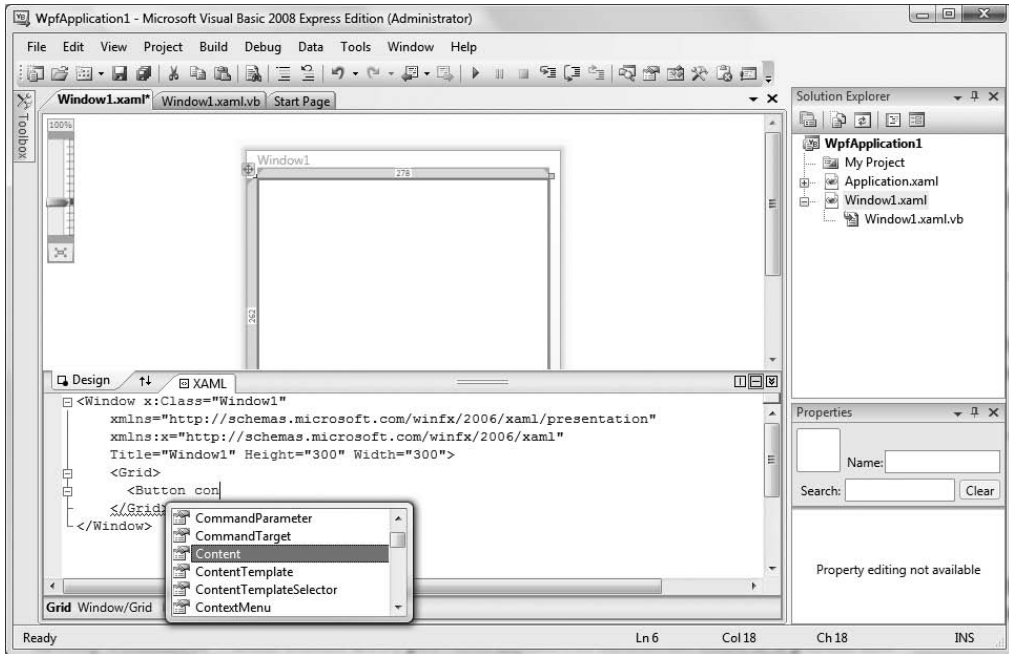 WpfApplication1 - Microsoft Visual Basic 2008 Express Edition (Administrator)
File Edit View Project Build Debug Data Tools Window Help
Toolbox
Window1.xaml* Window1.xaml.vb Start Page
100%
Window1
278
262
Design XAML
<Window x:Class="Window1"
xmlns="http://schemas.microsoft.com/winfx/2006/xaml/presentation"
xmlns:x="http://schemas.microsoft.com/winfx/2006/xaml"
Title="Window1" Height="300" Width="300">
<Grid>
<Button con
</Grid>
</Window>
CommandParameter
CommandTarget
Content
ContentTemplate
ContentTemplateSelector
ContextMenu
Grid Window/Grid
Solution Explorer
WpfApplication1
My Project
Application.xaml
Window1.xaml
Window1.xaml.vb
Properties
Name:
Search: Clear
Property editing not available
Ready Ln 6 Col 18 Ch 18 INS